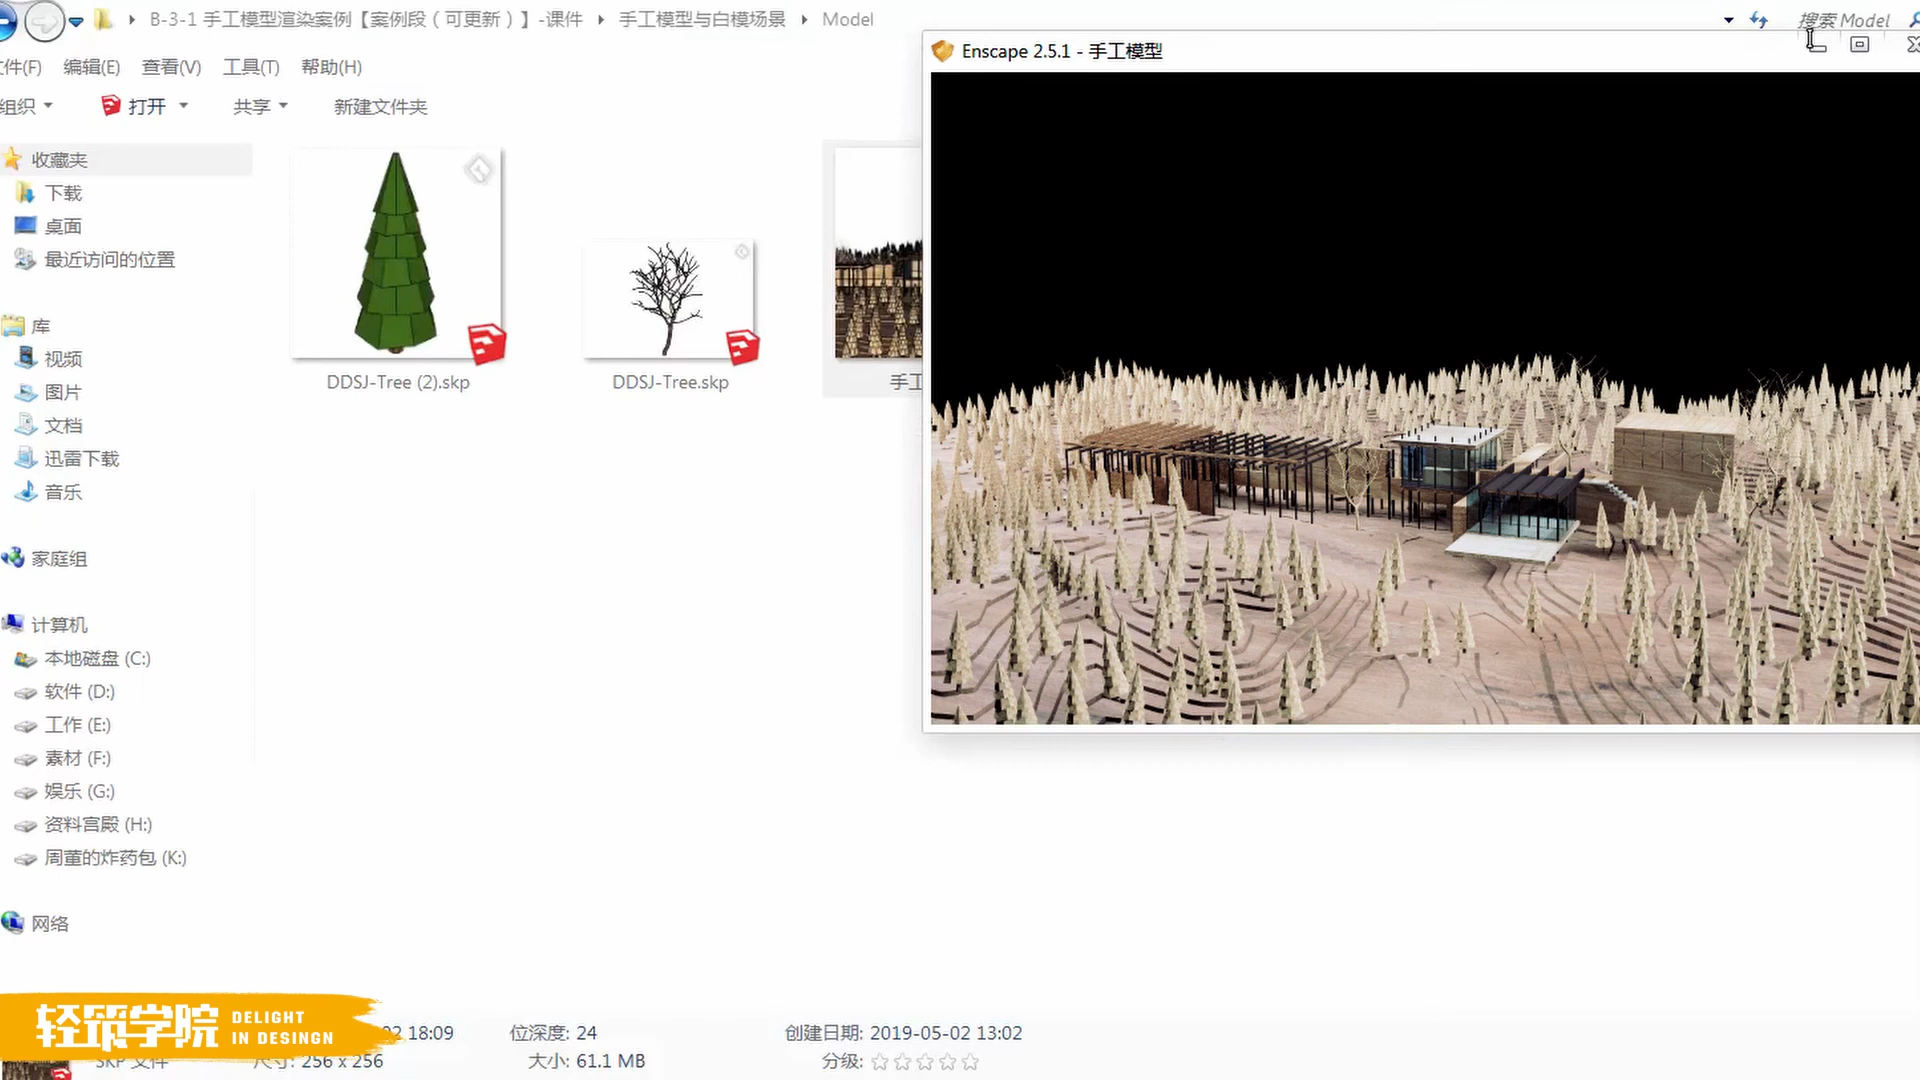 B-3-1 手工模型渲染案例【案例段（可更新）】-课件 手工模型与白模场景 Model
搜索 Model
Enscape 2.5.1 - 手工模型
文件(F) 编辑(E) 查看(V) 工具(T) 帮助(H)
组织 打开 共享 新建文件夹
收藏夹
下载
桌面
最近访问的位置
库
视频
图片
文档
迅雷下载
音乐
家庭组
计算机
本地磁盘 (C:)
软件 (D:)
工作 (E:)
素材 (F:)
娱乐 (G:)
资料宫殿 (H:)
周董的炸药包 (K:)
网络
DDSJ-Tree (2).skp
DDSJ-Tree.skp
手工
轻筑学院
DELIGHT
IN DESINGN
02 18:09
位深度: 24
创建日期: 2019-05-02 13:02
SKP 文件
尺寸: 256 x 256
大小: 61.1 MB
分级: